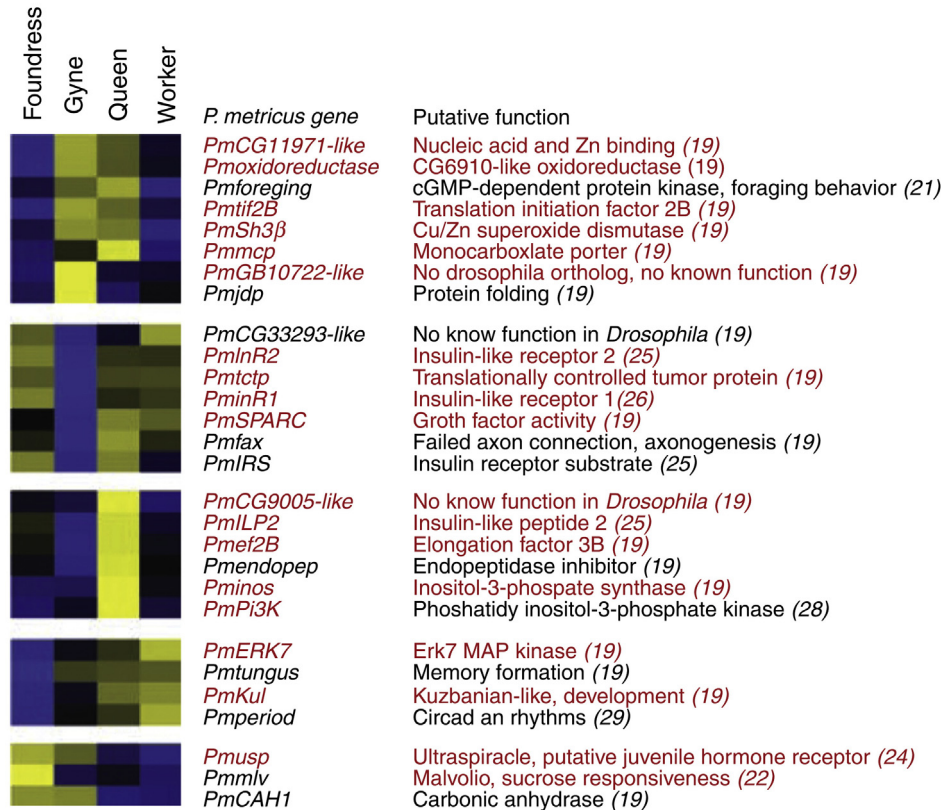 Foundress
Gyne
Queen
Worker
P. metricus gene Putative function
PmCG11971-like Nucleic acid and Zn binding (19)
Pmoxidoreductase CG6910-like oxidoreductase (19)
Pmforeging cGMP-dependent protein kinase, foraging behavior (21)
Pmtif2B Translation initiation factor 2B (19)
PmSh3β Cu/Zn superoxide dismutase (19)
Pmmcp Monocarboxlate porter (19)
PmGB10722-like No drosophila ortholog, no known function (19)
Pmjdp Protein folding (19)
PmCG33293-like No know function in Drosophila (19)
PmInR2 Insulin-like receptor 2 (25)
Pmtctp Translationally controlled tumor protein (19)
PminR1 Insulin-like receptor 1(26)
PmSPARC Groth factor activity (19)
Pmfax Failed axon connection, axonogenesis (19)
PmIRS Insulin receptor substrate (25)
PmCG9005-like No know function in Drosophila (19)
PmILP2 Insulin-like peptide 2 (25)
Pmef2B Elongation factor 3B (19)
Pmendopep Endopeptidase inhibitor (19)
Pminos Inositol-3-phospate synthase (19)
PmPi3K Phoshatidy inositol-3-phosphate kinase (28)
PmERK7 Erk7 MAP kinase (19)
Pmtungus Memory formation (19)
PmKul Kuzbanian-like, development (19)
Pmperiod Circad an rhythms (29)
Pmusp Ultraspiracle, putative juvenile hormone receptor (24)
Pmmlv Malvolio, sucrose responsiveness (22)
PmCAH1 Carbonic anhydrase (19)